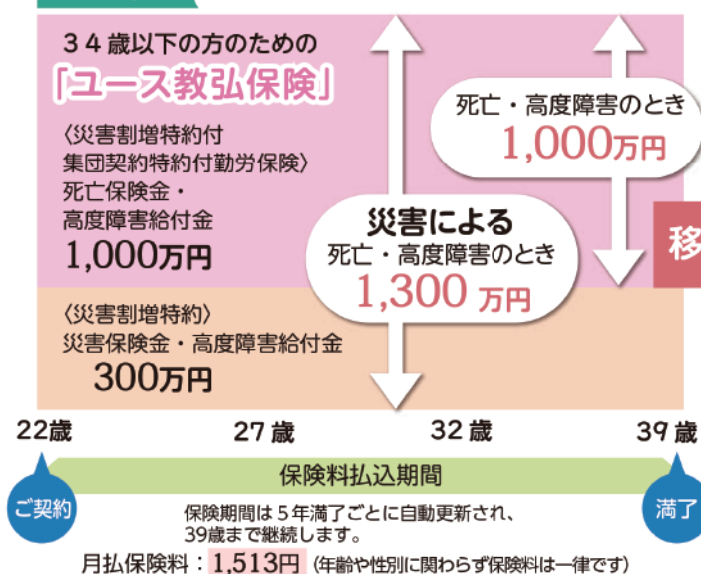 34歳以下の方のための
「ユース教弘保険」
〈災害割増特約付
集団契約特約付勤労保険〉
死亡保険金・
高度障害給付金
1,000万円
死亡・高度障害のとき
1,000万円
災害による
死亡・高度障害のとき
1,300 万円
移
〈災害割増特約〉
災害保険金・高度障害給付金
300万円
22歳 27歳 32歳 39歳
保険料払込期間
ご契約
満了
保険期間は5年満了ごとに自動更新され、
39歳まで継続します。
月払保険料：1,513円（年齢や性別に関わらず保険料は一律です）